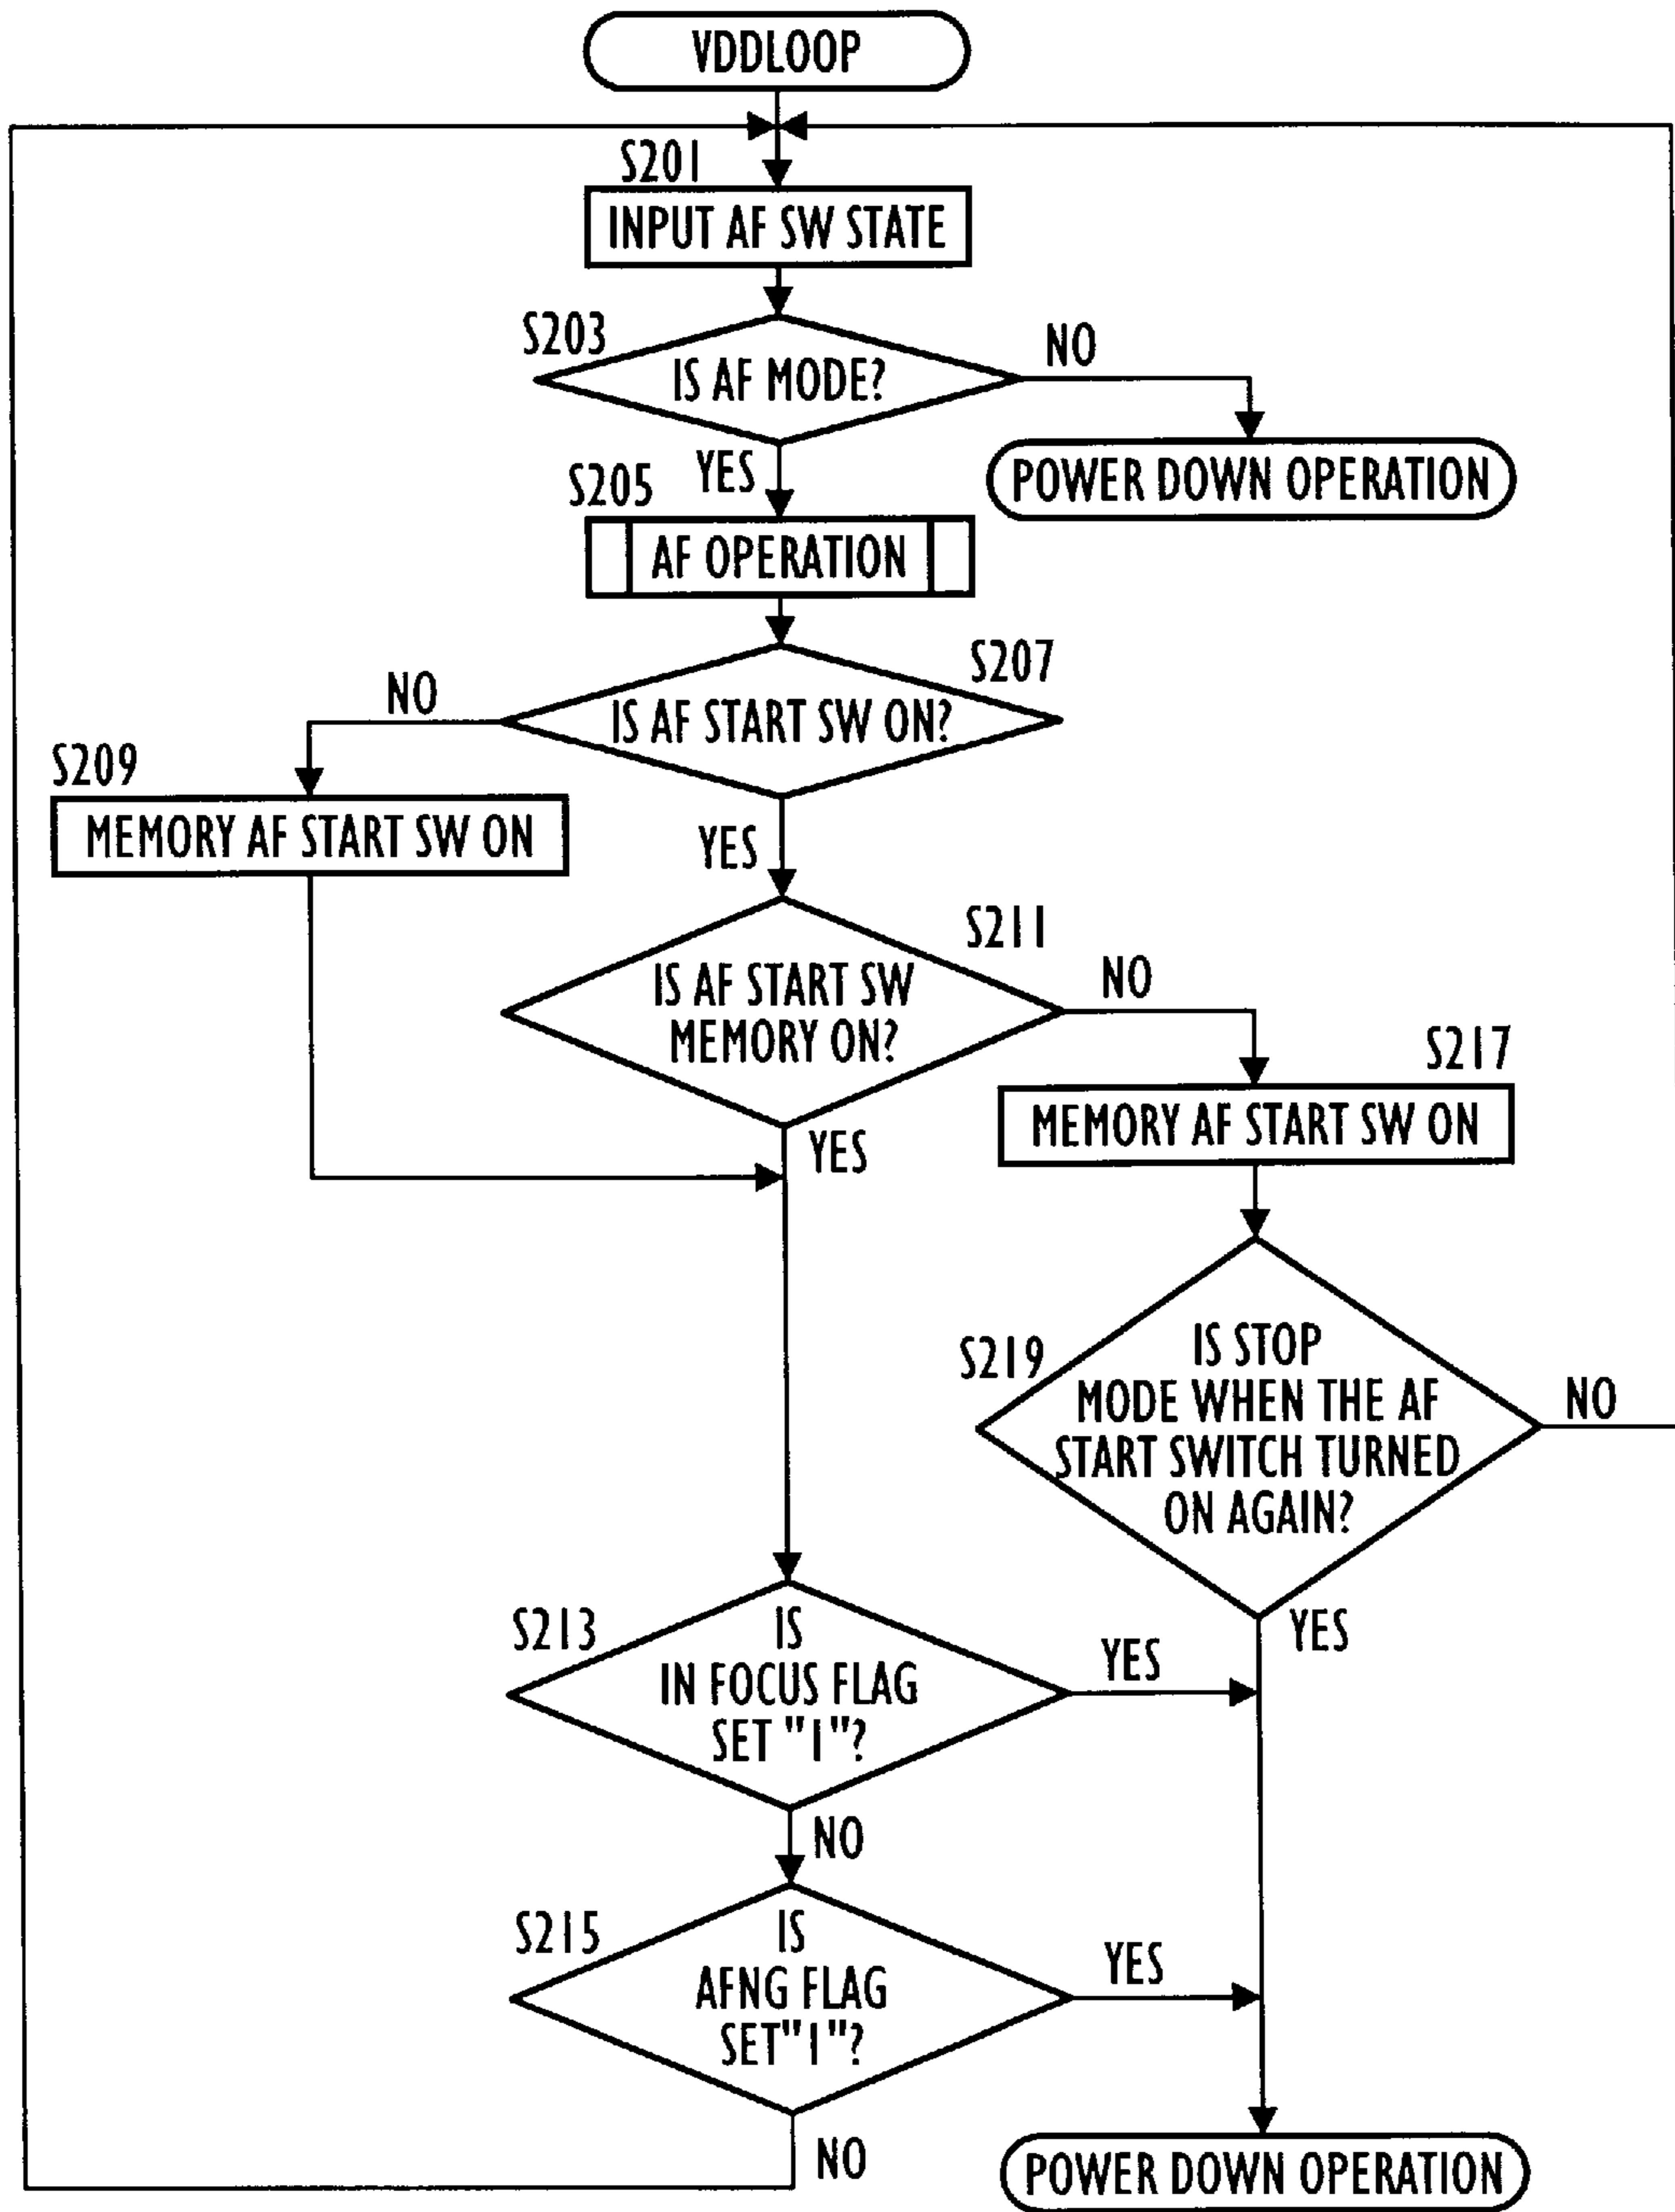 VDDLOOP
S201
INPUT AF SW STATE
S203
IS AF MODE?
NO
POWER DOWN OPERATION
YES
S205
AF OPERATION
S207
IS AF START SW ON?
NO
S209
MEMORY AF START SW ON
YES
S211
IS AF START SW
MEMORY ON?
NO
S217
MEMORY AF START SW ON
YES
S219
IS STOP
MODE WHEN THE AF
START SWITCH TURNED
ON AGAIN?
NO
YES
S213
IS
IN FOCUS FLAG
SET "1"?
YES
NO
S215
IS
AFNG FLAG
SET"1"?
YES
NO
POWER DOWN OPERATION